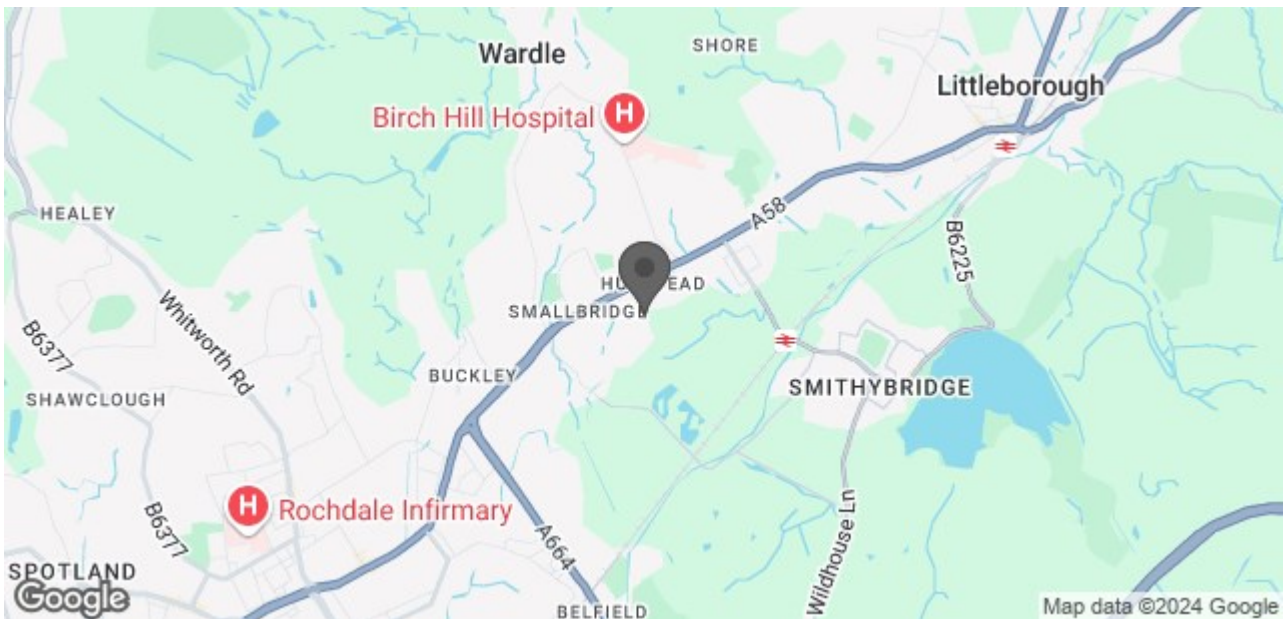 SHORE
Wardle
Littleborough
Birch Hill Hospital
H
A58
HEALEY
B6225
SMALLBRIDGE
Whitworth Rd
B6377
BUCKLEY
SMITHYBRIDGE
SHAWCLOUGH
H
Rochdale Infirmary
B6377
A664
Wildhouse Ln
SPOTLAND
Google
BELFIELD
Map data ©2024 Google